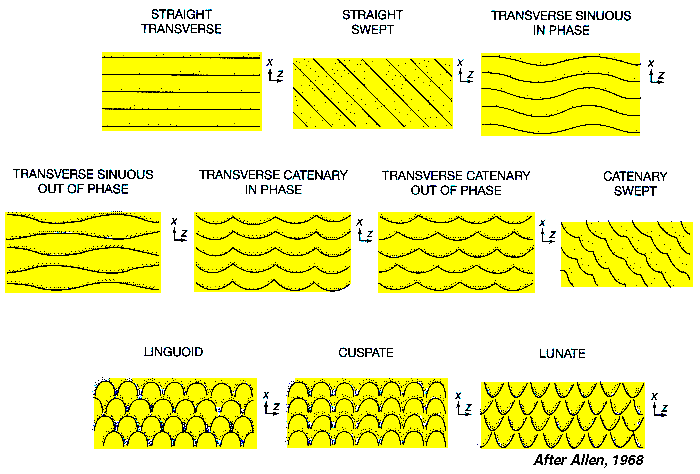 STRAIGHT
TRANSVERSE
STRAIGHT
SWEPT
TRANSVERSE SINUOUS
IN PHASE
x
z
x
z
x
z
TRANSVERSE SINUOUS
OUT OF PHASE
TRANSVERSE CATENARY
IN PHASE
TRANSVERSE CATENARY
OUT OF PHASE
CATENARY
SWEPT
x
z
x
z
x
z
x
z
LINGUOID
CUSPATE
LUNATE
x
z
x
z
x
z
After Allen, 1968